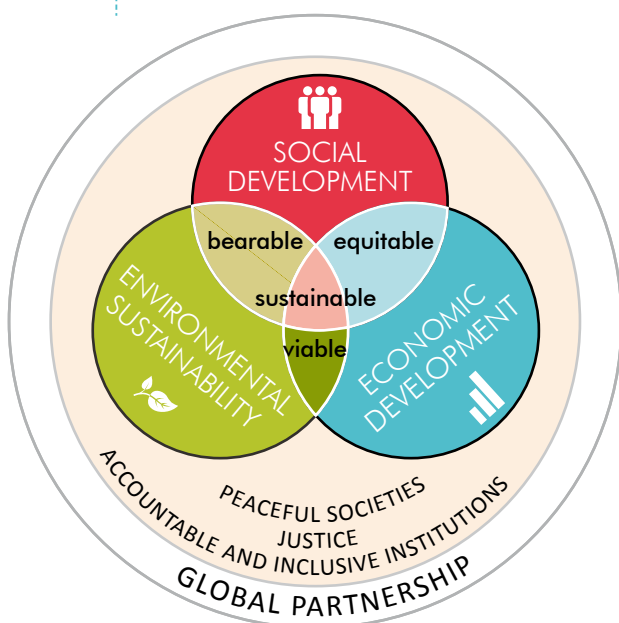 SOCIAL
DEVELOPMENT
bearable
equitable
sustainable
viable
ENVIRONMENTAL
SUSTAINABILITY
ECONOMIC
DEVELOPMENT
PEACEFUL SOCIETIES
JUSTICE
ACCOUNTABLE AND INCLUSIVE INSTITUTIONS
GLOBAL PARTNERSHIP